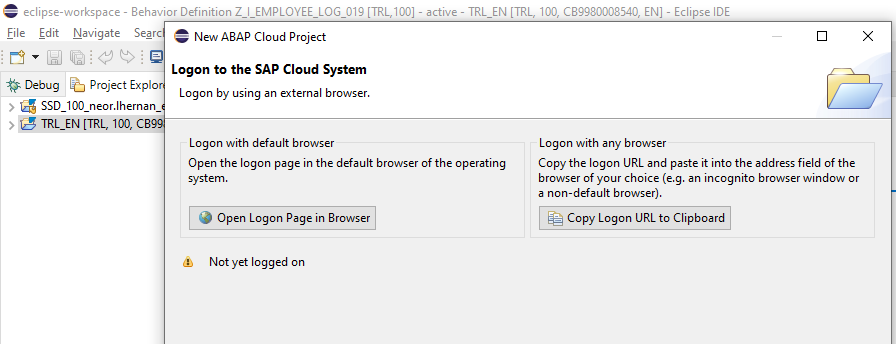 eclipse-workspace - Behavior Definition Z_I_EMPLOYEE_LOG_019 [TRL,100] - active - TRL_EN [TRL, 100, CB9980008540, EN] - Eclipse IDE
File Edit Navigate Searc
New ABAP Cloud Project
Debug Project Explore
SSD_100_neor.lhernan_e
TRL_EN [TRL, 100, CB998
Logon to the SAP Cloud System
Logon by using an external browser.
Logon with default browser
Open the logon page in the default browser of the operating
system.
Open Logon Page in Browser
Logon with any browser
Copy the logon URL and paste it into the address field of the
browser of your choice (e.g. an incognito browser window or
a non-default browser).
Copy Logon URL to Clipboard
Not yet logged on